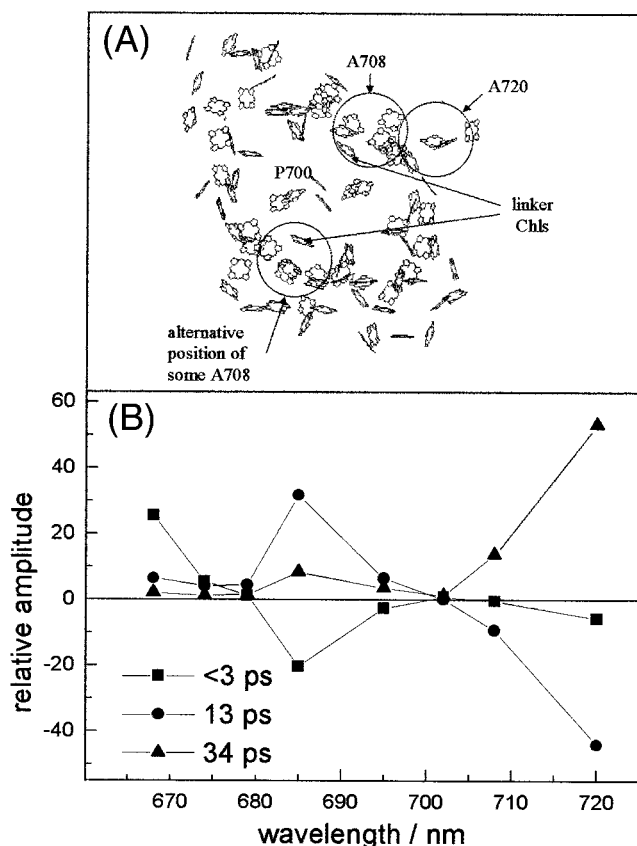 (A)
A708
A720
P700
linker
Chls
alternative
position of
some A708
(B)
60
40
20
0
-20
-40
relative amplitude
<3 ps
13 ps
34 ps
670 680 690 700 710 720
wavelength / nm